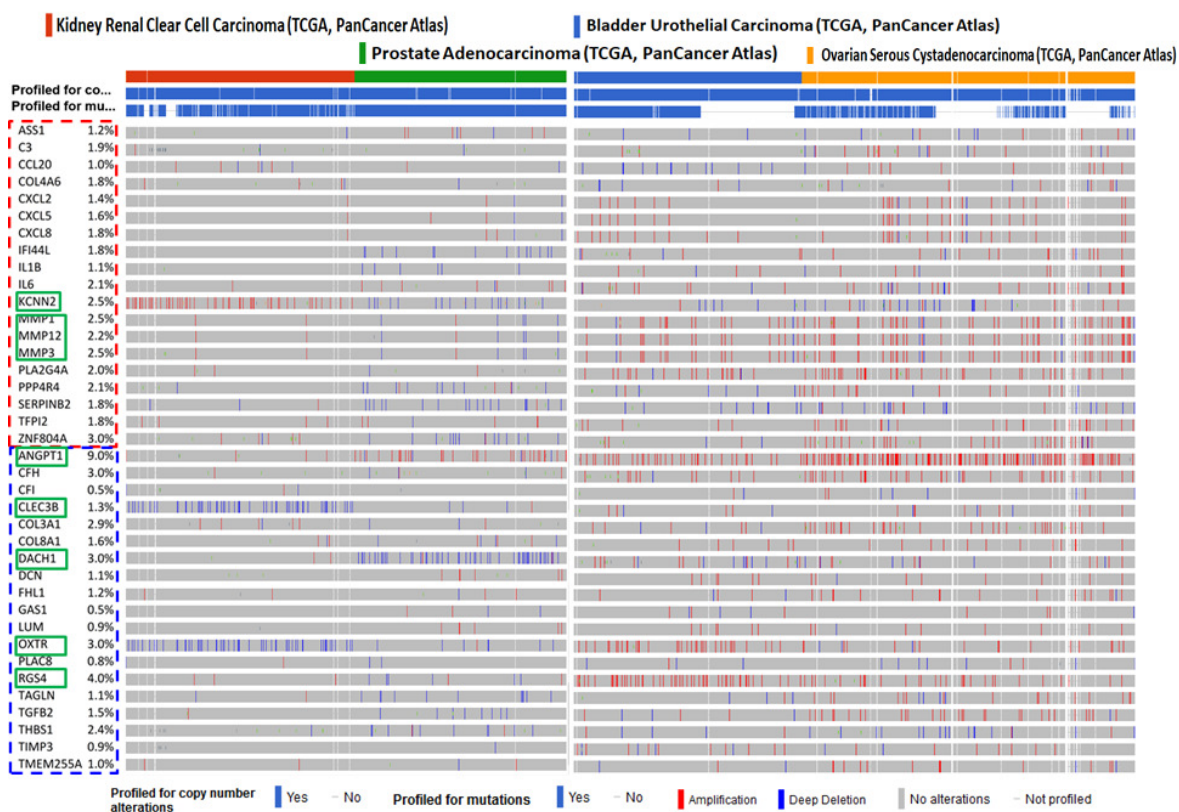 Kidney Renal Clear Cell Carcinoma (TCGA, PanCancer Atlas)
Bladder Urothelial Carcinoma (TCGA, PanCancer Atlas)
Prostate Adenocarcinoma (TCGA, PanCancer Atlas)
Ovarian Serous Cystadenocarcinoma (TCGA, PanCancer Atlas)
Profiled for co...
Profiled for mu...
ASS1 1.2%
C3 1.9%
CCL20 1.0%
COL4A6 1.8%
CXCL2 1.4%
CXCL5 1.6%
CXCL8 1.8%
IFI44L 1.8%
IL1B 1.1%
IL6 2.1%
KCNN2 2.5%
MMP1 2.5%
MMP12 2.2%
MMP3 2.5%
PLA2G4A 2.0%
PPP4R4 2.1%
SERPINB2 1.8%
TFPI2 1.8%
ZNF804A 3.0%
ANGPT1 9.0%
CFH 3.0%
CFI 0.5%
CLEC3B 1.3%
COL3A1 2.9%
COL8A1 1.6%
DACH1 3.0%
DCN 1.1%
FHL1 1.2%
GAS1 0.5%
LUM 0.9%
OXTR 3.0%
PLAC8 0.8%
RGS4 4.0%
TAGLN 1.1%
TGFB2 1.5%
THBS1 2.4%
TIMP3 0.9%
TMEM255A 1.0%
Profiled for copy number alterations Yes – No Profiled for mutations Yes – No Amplification Deep Deletion No alterations – Not profiled